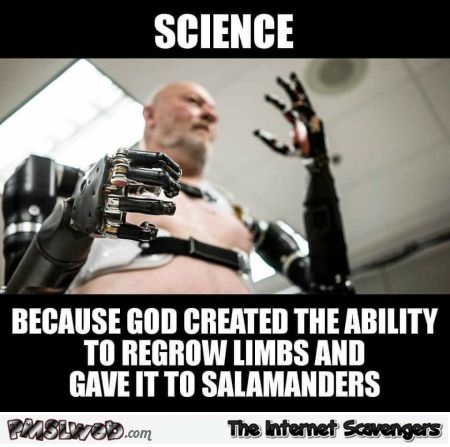 SCIENCE
BECAUSE GOD CREATED THE ABILITY
TO REGROW LIMBS AND
GAVE IT TO SALAMANDERS
PMSLWeb.com The Internet Scavengers